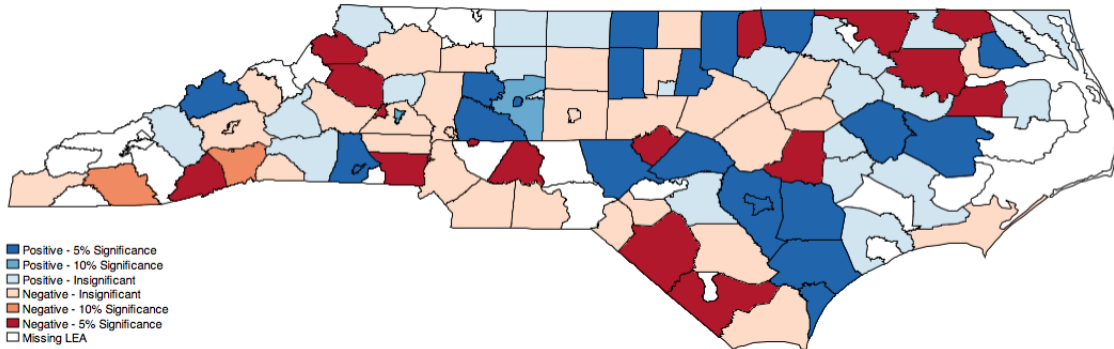 Positive - 5% Significance
Positive - 10% Significance
Positive - Insignificant
Negative - Insignificant
Negative - 10% Significance
Negative - 5% Significance
Missing LEA